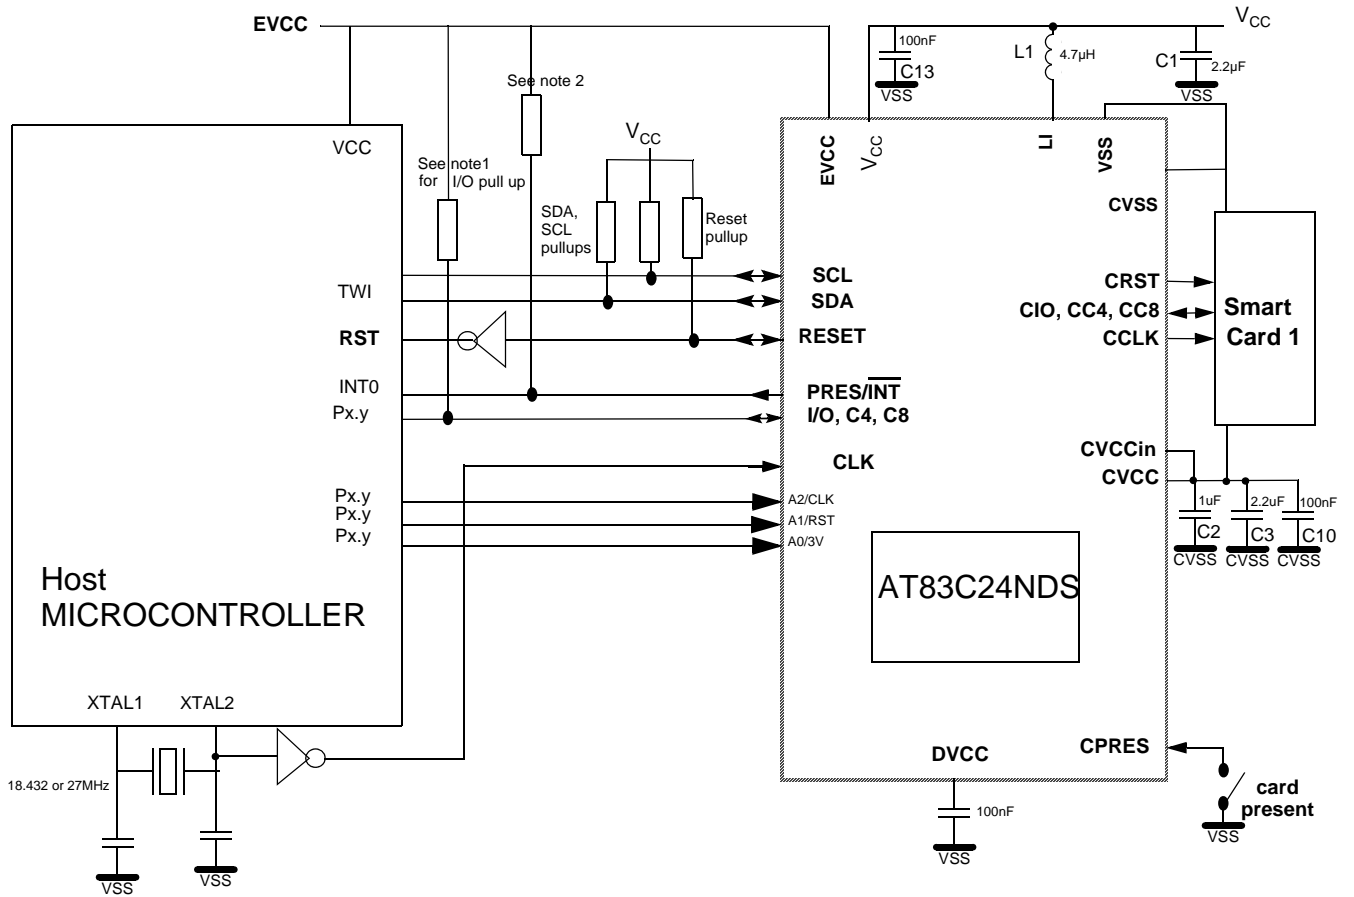 EVCC
V_CC
100nF
C13
VSS
L1
4.7µH
C1
2.2µF
VSS
See note 2
VCC
V_CC
EVCC
V_CC
LI
VSS
See note1
for I/O pull up
SDA,
SCL
pullups
Reset
pullup
CVSS
TWI
SCL
SDA
CRST
CIO, CC4, CC8
Smart
Card 1
RST
RESET
CCLK
INT0
PRES/INT
Px.y
I/O, C4, C8
CLK
CVCCin
CVCC
Px.y
Px.y
Px.y
A2/CLK
A1/RST
A0/3V
1uF
C2
CVSS
2.2uF
C3
CVSS
100nF
C10
CVSS
Host
MICROCONTROLLER
AT83C24NDS
XTAL1
XTAL2
18.432 or 27MHz
VSS
VSS
DVCC
100nF
VSS
CPRES
card
present
VSS